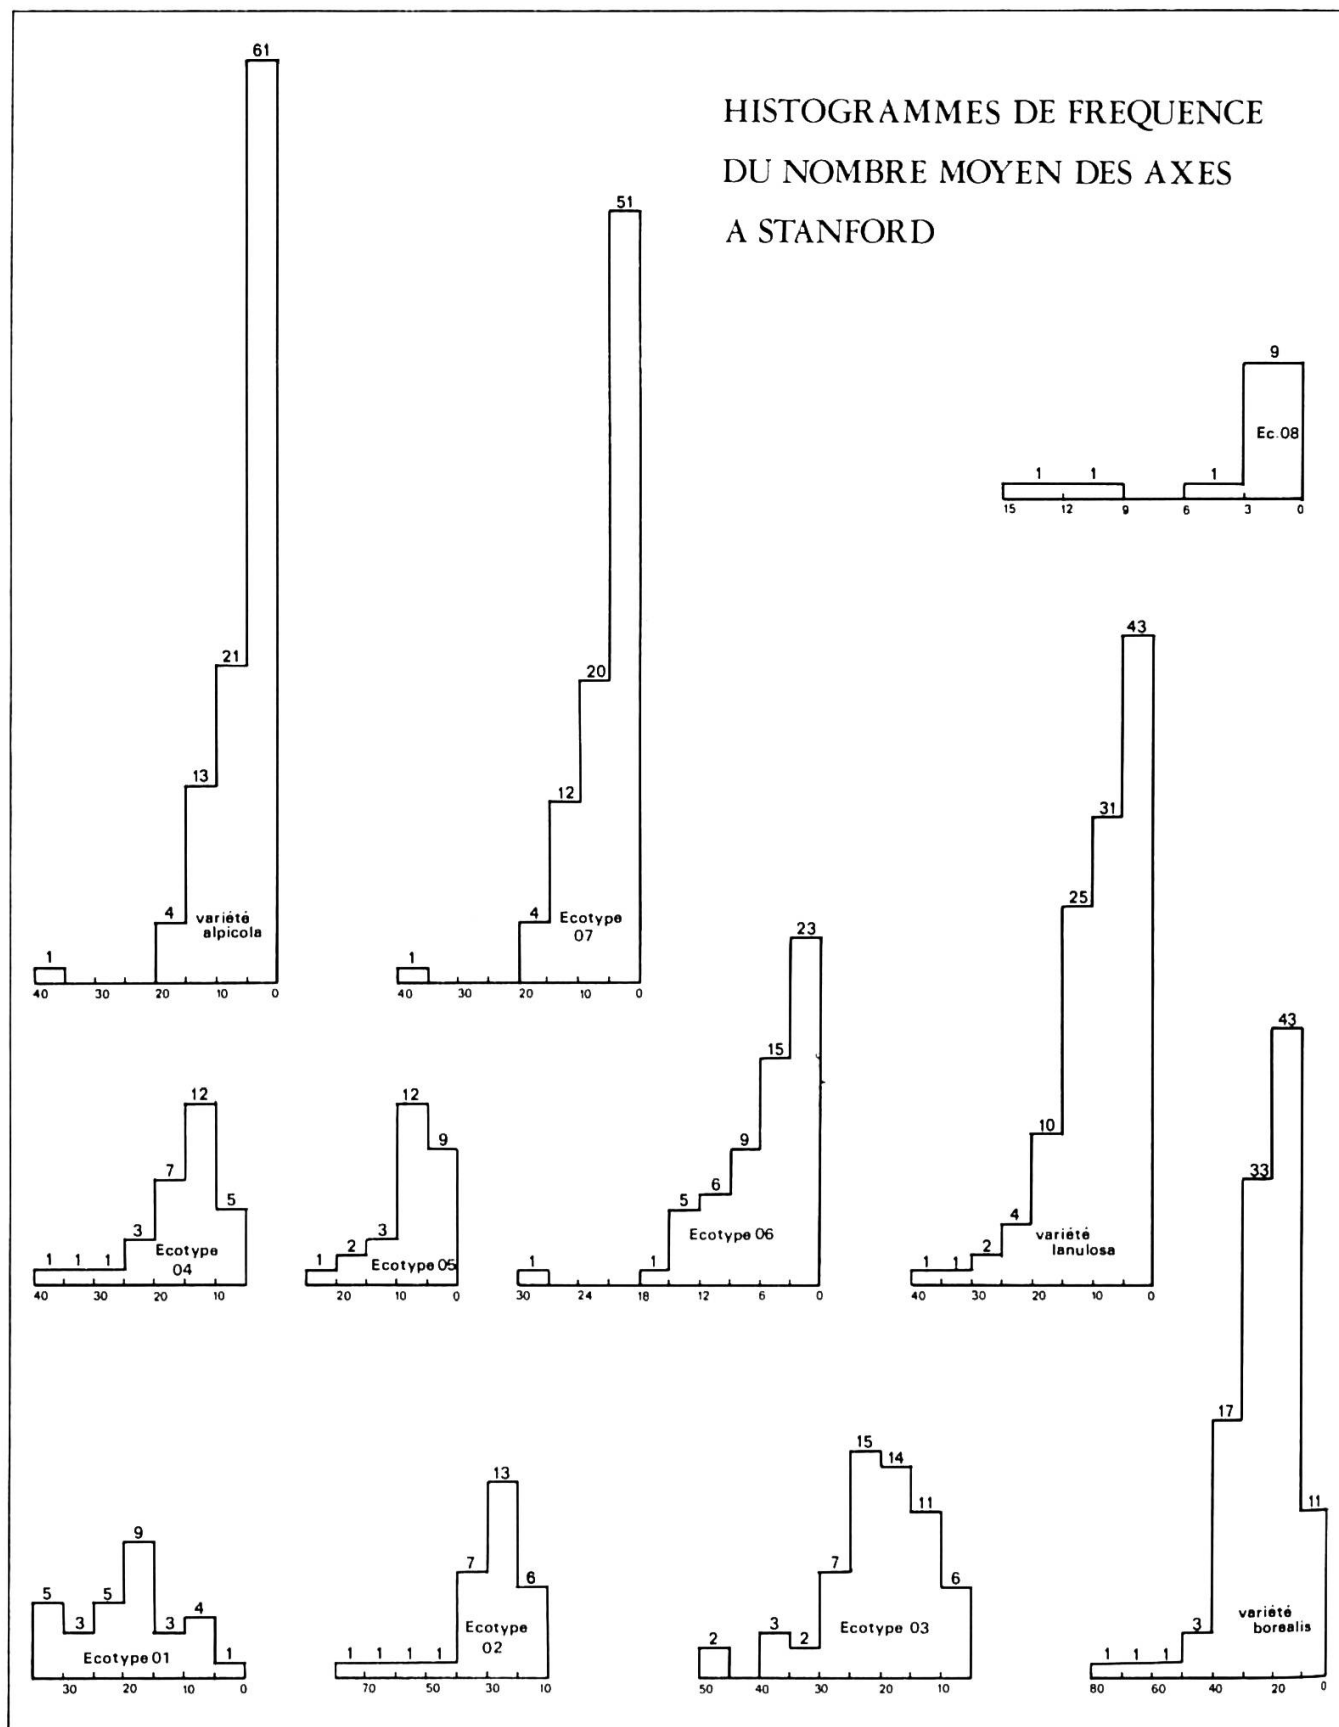 HISTOGRAMMES DE FREQUENCE
DU NOMBRE MOYEN DES AXES
A STANFORD
61
21
13
4
1
variété
alpicola
40 30 20 10 0
51
20
12
4
1
Ecotype
07
40 30 20 10 0
9
1 1 1
Ec.08
15 12 9 6 3 0
12
7
5
3
1 1 1
Ecotype
04
40 30 20 10
12
9
3
2
1
Ecotype 05
20 10 0
23
15
9
6
5
1 1
Ecotype 06
30 24 18 12 6 0
43
31
25
10
4
2
1 1
variété
lanulosa
40 30 20 10 0
9
5 3 5 3 4 1
Ecotype 01
30 20 10 0
13
7 6
1 1 1 1
Ecotype
02
70 50 30 10
15
14
11
7
6
2 3 2
Ecotype 03
50 40 30 20 10
43
33
17
11
3
1 1 1
variété
borealis
80 60 40 20 0